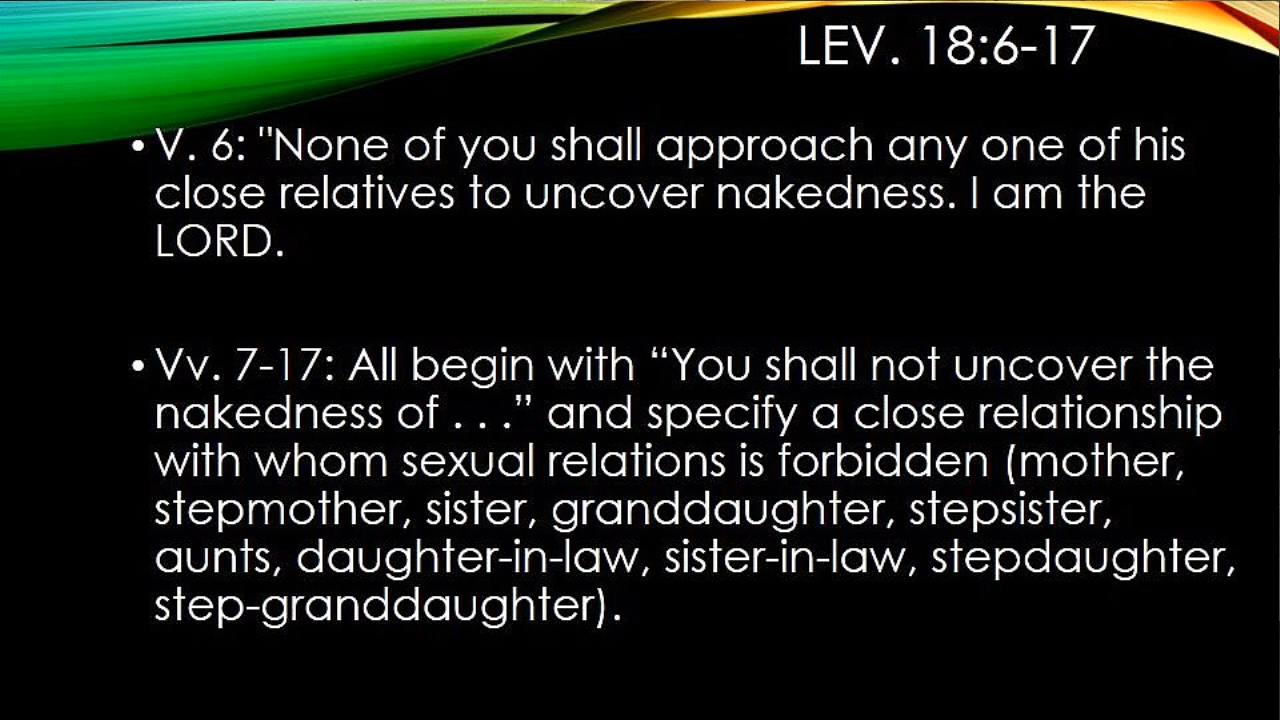 LEV. 18:6-17
• V. 6: "None of you shall approach any one of his
close relatives to uncover nakedness. I am the
LORD.
• Vv. 7-17: All begin with “You shall not uncover the
nakedness of . . .” and specify a close relationship
with whom sexual relations is forbidden (mother,
stepmother, sister, granddaughter, stepsister,
aunts, daughter-in-law, sister-in-law, stepdaughter,
step-granddaughter).